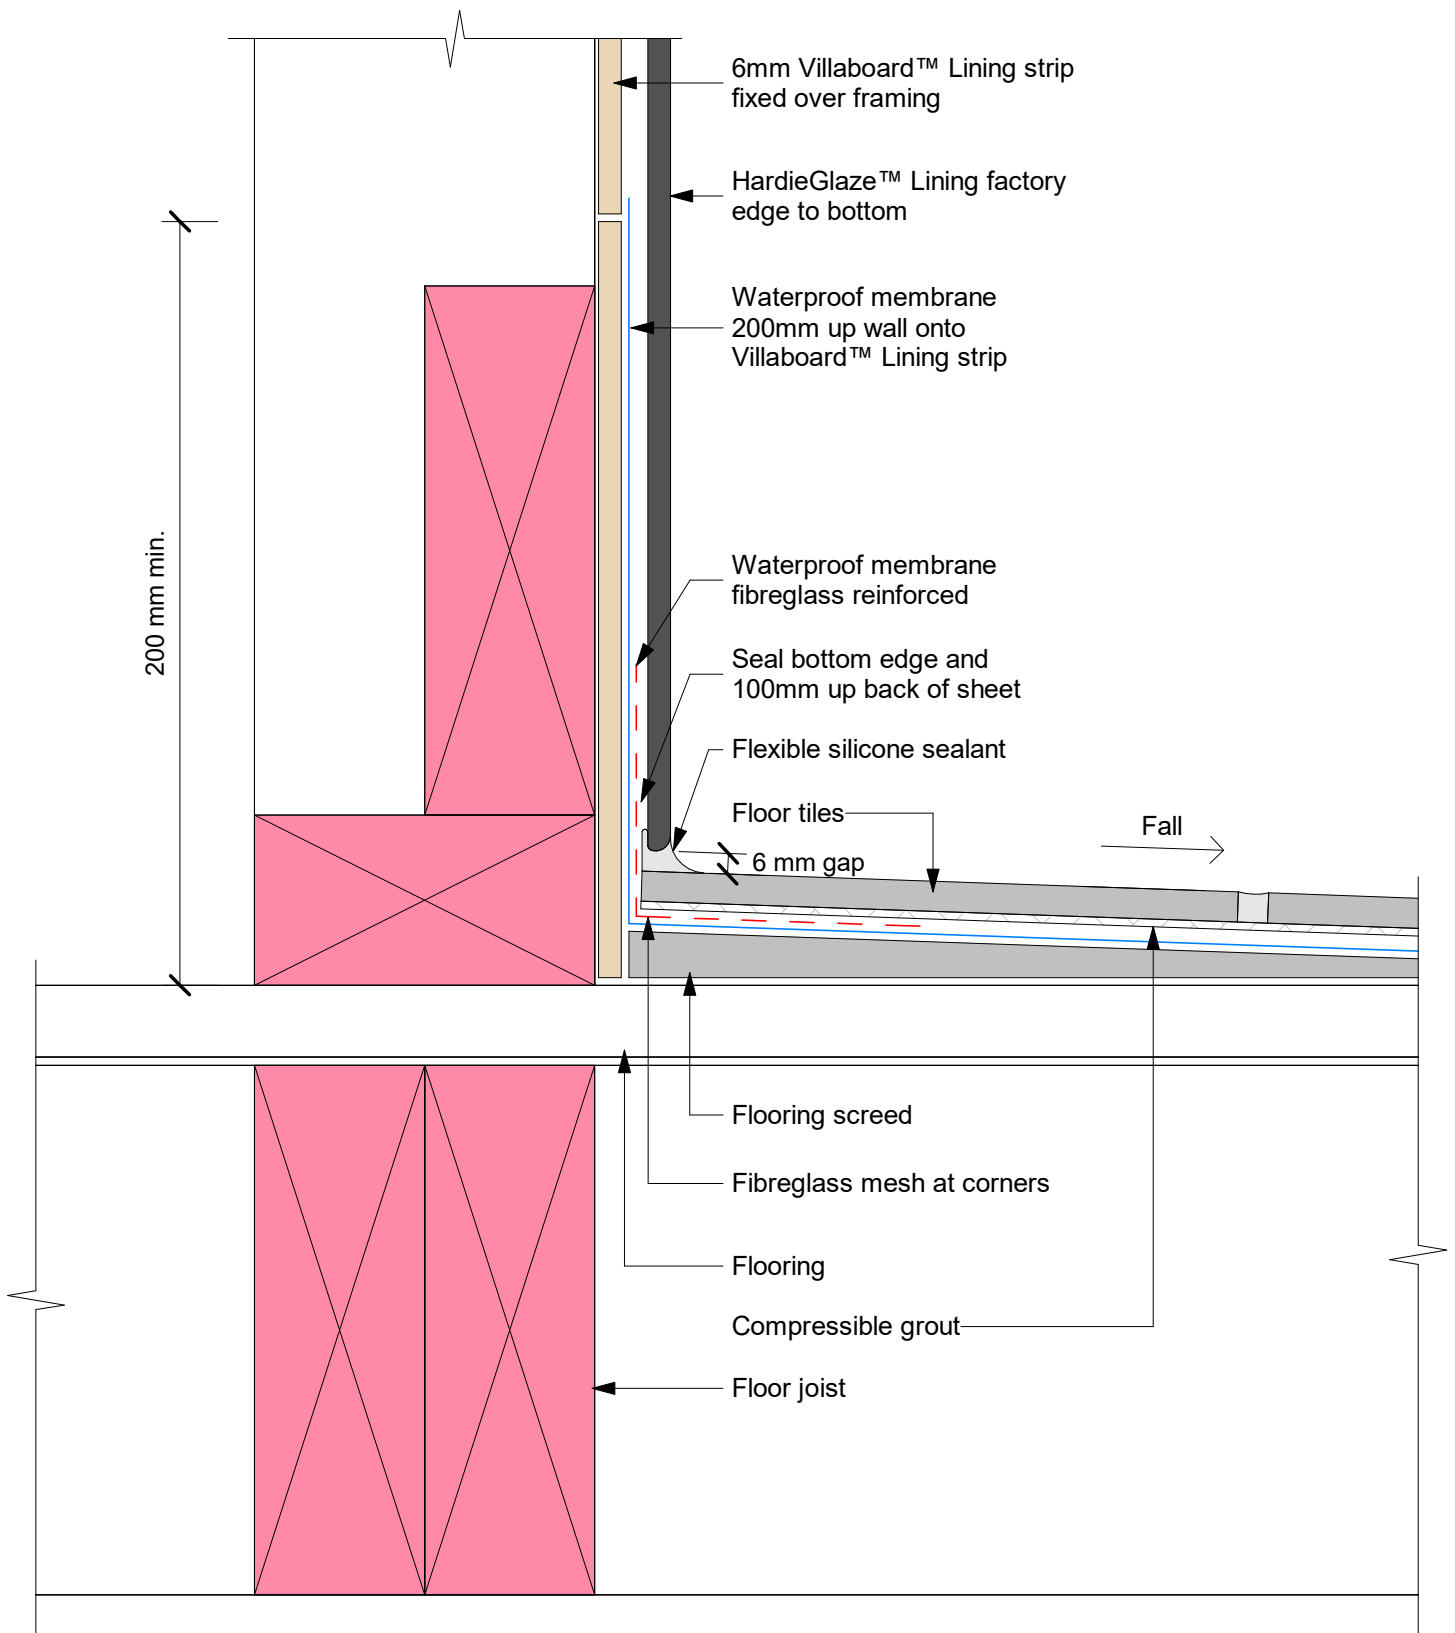 6mm Villaboard™ Lining strip
fixed over framing
HardieGlaze™ Lining factory
edge to bottom
Waterproof membrane
200mm up wall onto
Villaboard™ Lining strip
200 mm min.
Waterproof membrane
fibreglass reinforced
Seal bottom edge and
100mm up back of sheet
Flexible silicone sealant
Floor tiles
Fall
6 mm gap
Flooring screed
Fibreglass mesh at corners
Flooring
Compressible grout
Floor joist